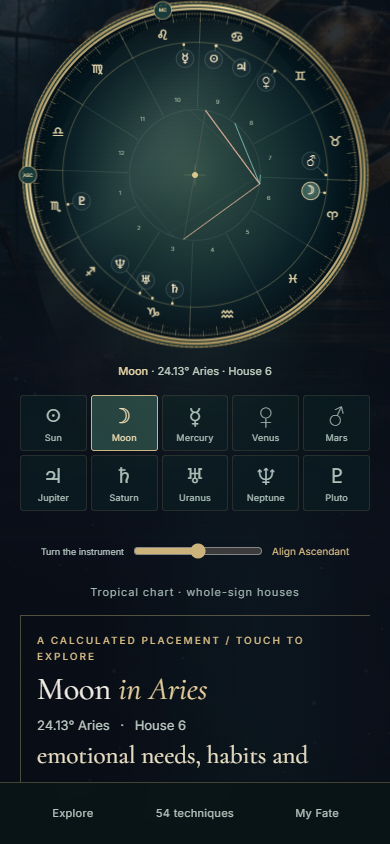 MC
10
9
11
8
12
7
ASC
1
6
2
5
3
4
Moon · 24.13° Aries · House 6
Sun
Moon
Mercury
Venus
Mars
Jupiter
Saturn
Uranus
Neptune
Pluto
Turn the instrument
Align Ascendant
Tropical chart · whole-sign houses
A CALCULATED PLACEMENT / TOUCH TO
EXPLORE
Moon in Aries
24.13° Aries · House 6
emotional needs, habits and
Explore
54 techniques
My Fate